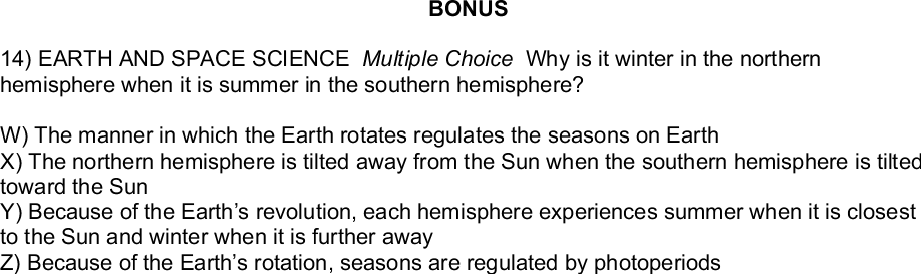 BONUS
14) EARTH AND SPACE SCIENCE Multiple Choice Why is it winter in the northern
hemisphere when it is summer in the southern hemisphere?
W) The manner in which the Earth rotates regulates the seasons on Earth
X) The northern hemisphere is tilted away from the Sun when the southern hemisphere is tilted
toward the Sun
Y) Because of the Earth’s revolution, each hemisphere experiences summer when it is closest
to the Sun and winter when it is further away
Z) Because of the Earth’s rotation, seasons are regulated by photoperiods